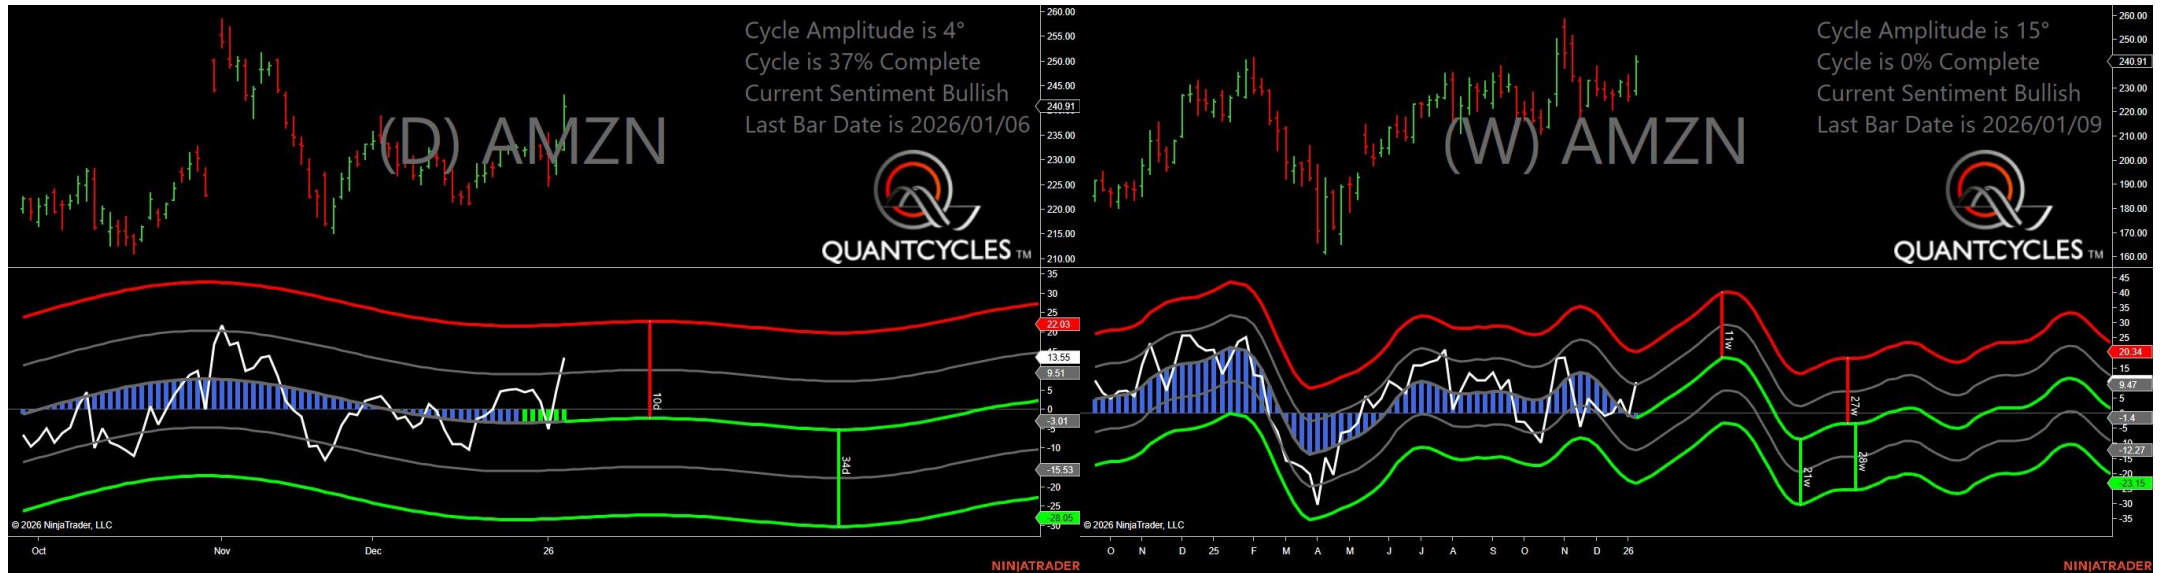 Cycle Amplitude is 4°
Cycle is 37% Complete
Current Sentiment Bullish
Last Bar Date is 2026/01/06
(D) AMZN
QUANTCYCLES TM
260.00
255.00
250.00
245.00
240.91
235.00
230.00
225.00
220.00
215.00
210.00
35
30
22.03
20
13.55
9.51
5
0
-3.01
-10
-15.53
-20
-25
-28.05
10d
34d
© 2026 NinjaTrader, LLC
Oct
Nov
Dec
26
NINJATRADER
Cycle Amplitude is 15°
Cycle is 0% Complete
Current Sentiment Bullish
Last Bar Date is 2026/01/09
(W) AMZN
QUANTCYCLES TM
260.00
250.00
240.91
230.00
220.00
210.00
200.00
190.00
180.00
170.00
160.00
45
40
35
30
25
20.34
15
9.47
5
-1.4
-5
-12.27
-15
-20
-23.15
-30
-35
11w
27w
21w
28w
© 2026 NinjaTrader, LLC
O N D 25 F M A M J J A S O N D 26
NINJATRADER